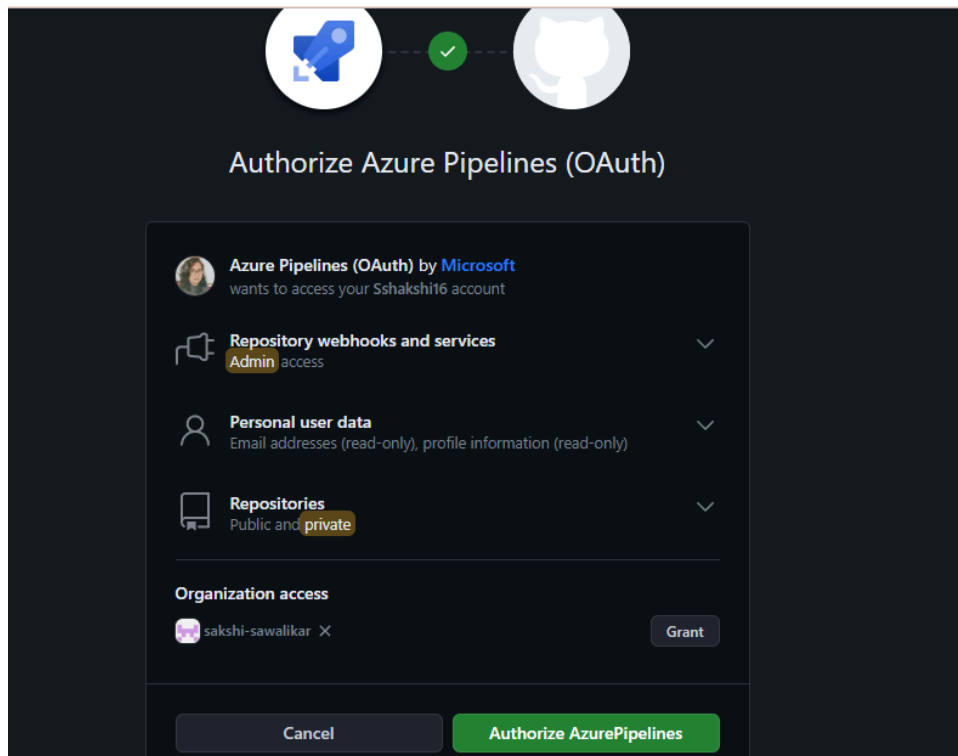 Authorize Azure Pipelines (OAuth)
Azure Pipelines (OAuth) by Microsoft
wants to access your Sshakshi16 account
Repository webhooks and services
Admin access
Personal user data
Email addresses (read-only), profile information (read-only)
Repositories
Public and private
Organization access
sakshi-sawalikar
Grant
Cancel
Authorize AzurePipelines